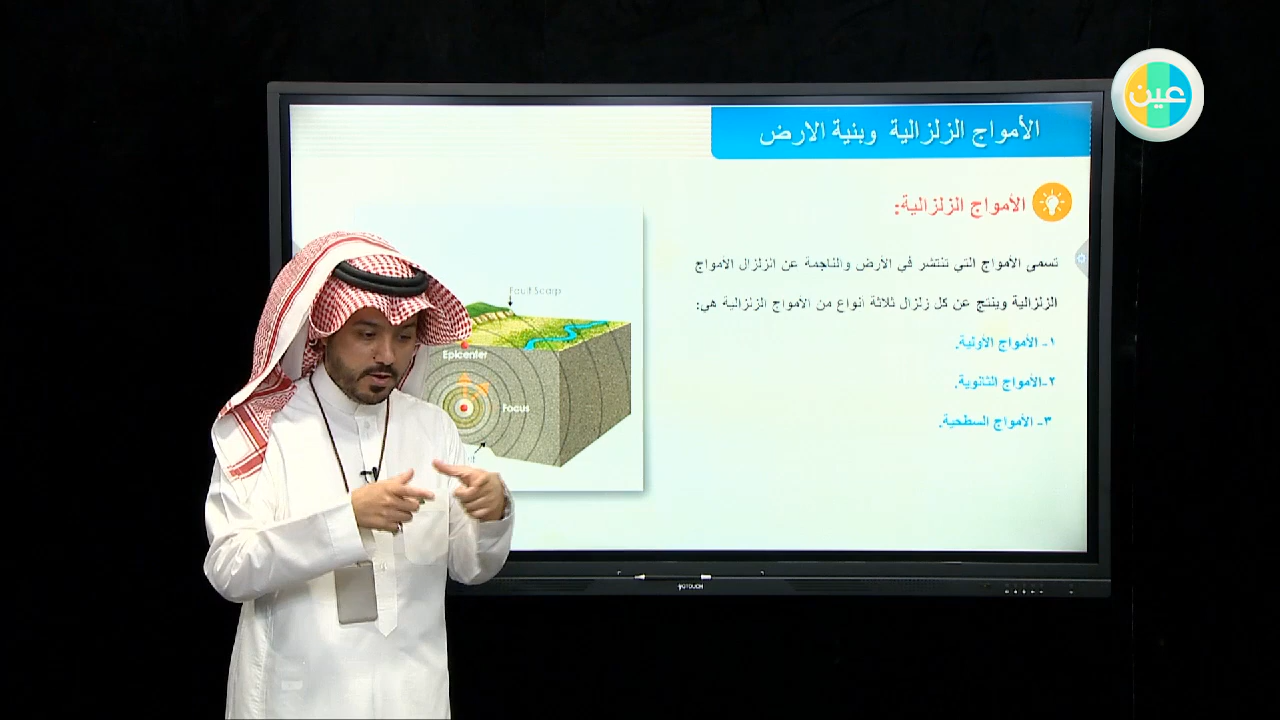 عين
الأمواج الزلزالية وبنية الارض
الأمواج الزلزالية:
تسمى الأمواج التي تنتشر في الأرض والناجمة عن الزلزال الأمواج
الزلزالية وينتج عن كل زلزال ثلاثة انواع من الأمواج الزلزالية هي:
١- الأمواج الأولية.
٢-الأمواج الثانوية.
٣- الأمواج السطحية.
Fault Scarp
Epicenter
Focus